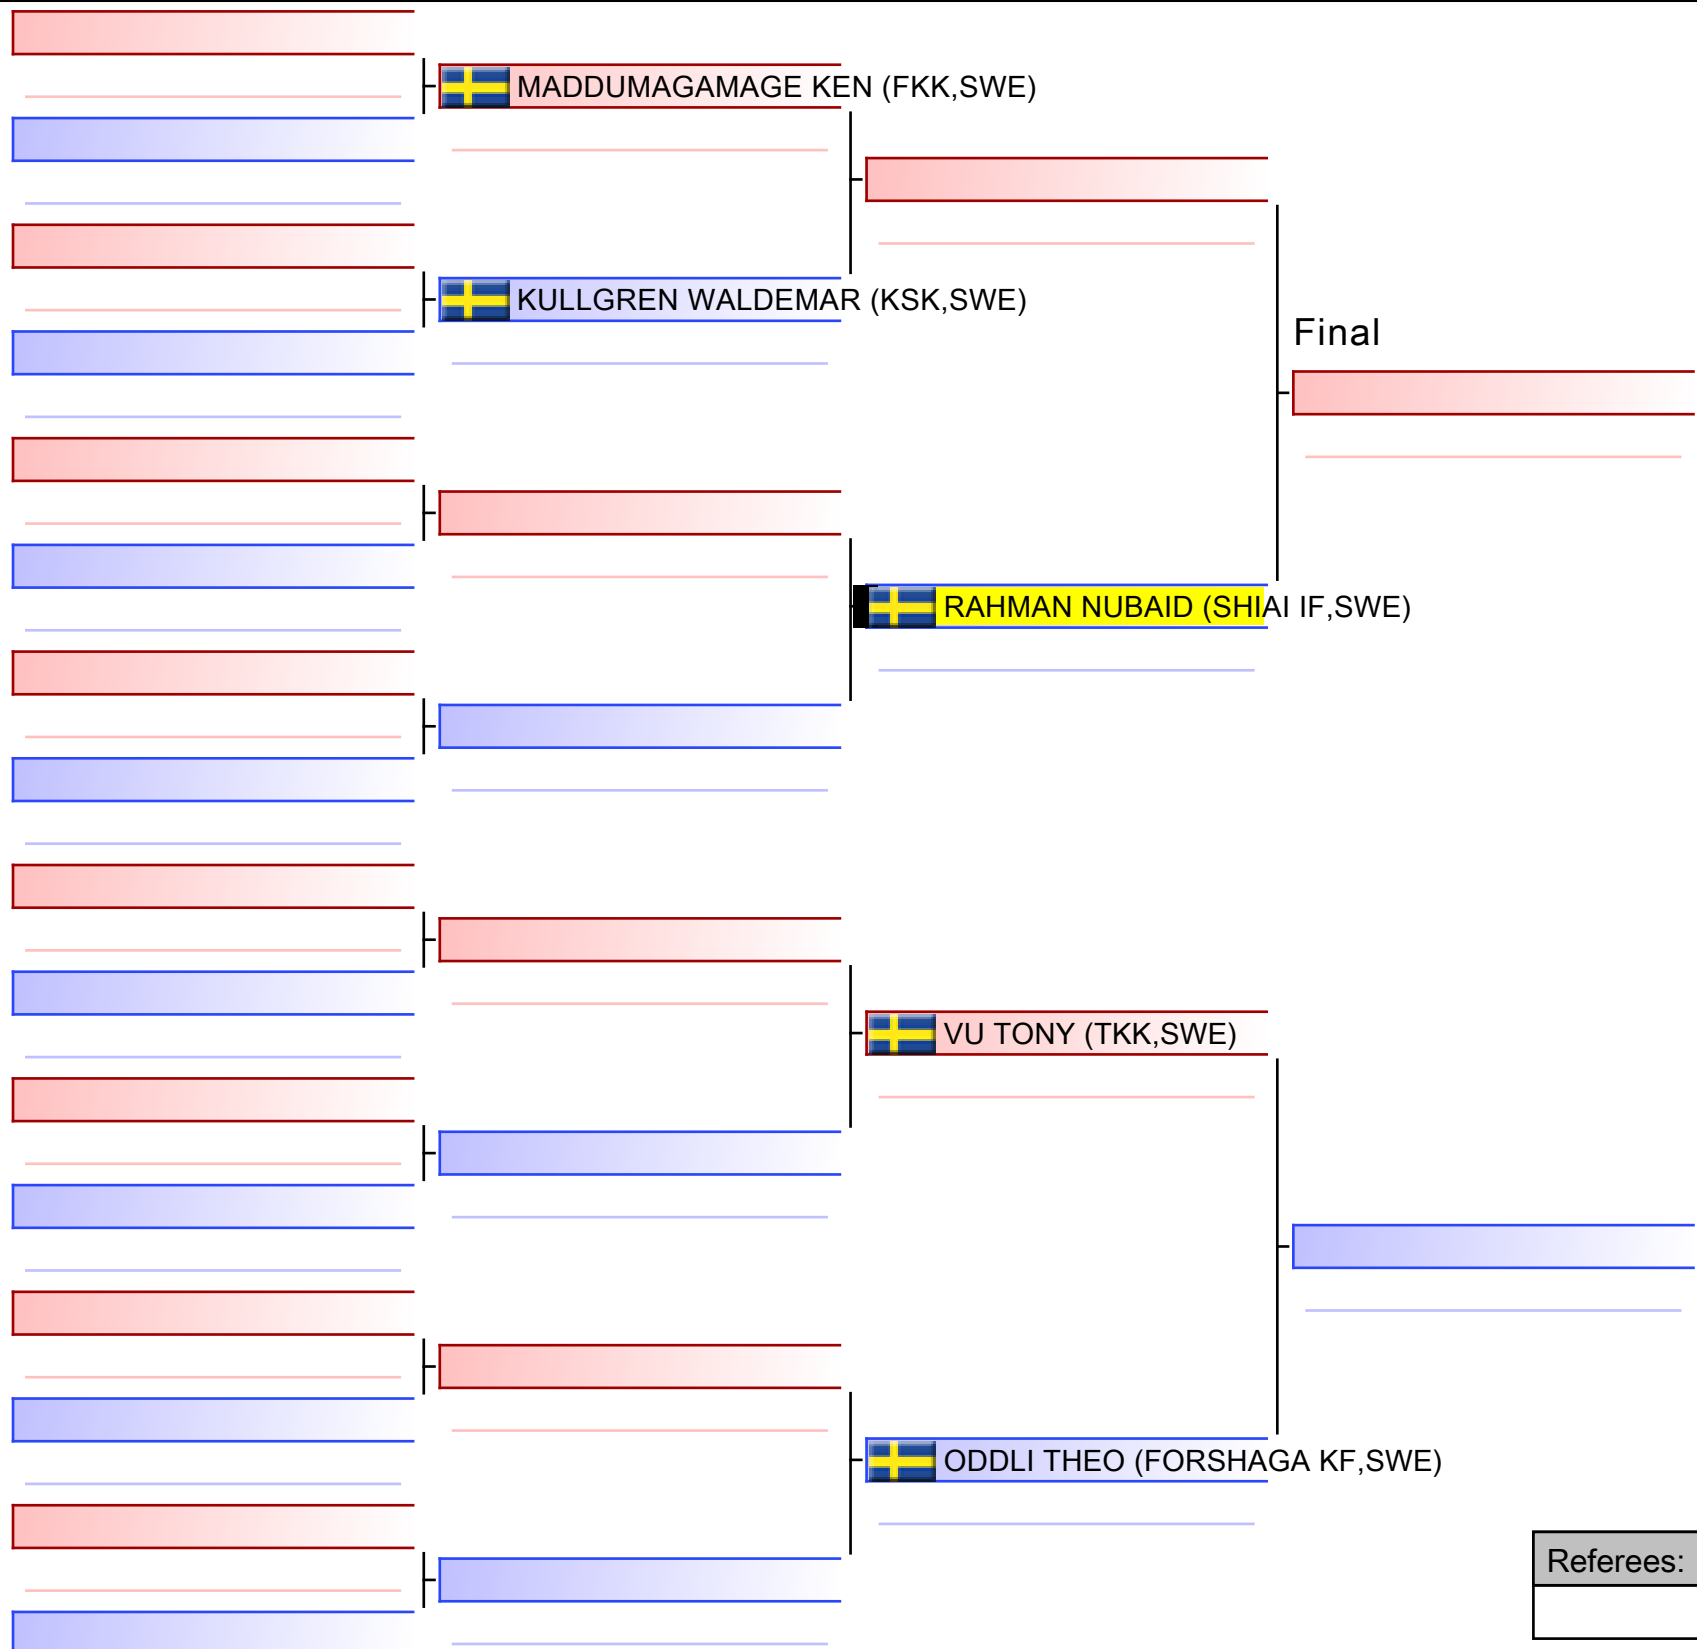 MADDUMAGAMAGE KEN (FKK,SWE)
KULLGREN WALDEMAR (KSK,SWE)
Final
RAHMAN NUBAID (SHIAI IF,SWE)
VU TONY (TKK,SWE)
ODDLI THEO (FORSHAGA KF,SWE)
Referees: